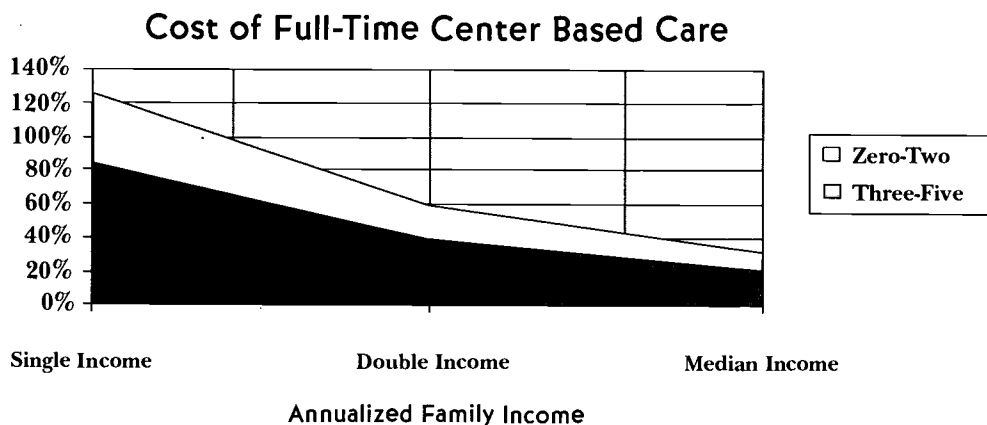 Cost of Full-Time Center Based Care
140%
120%
100%
80%
60%
40%
20%
0%
Zero-Two
Three-Five
Single Income Double Income Median Income
Annualized Family Income